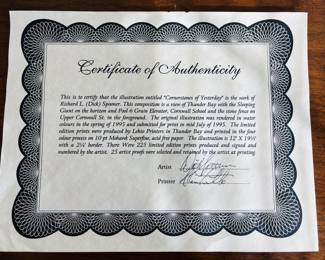 Certificate of Authenticity
This is to certify that the illustration entitled "Cornerstones of Yesterday" is the work of
Richard L. (Dick) Spooner. This composition is a view of Thunder Bay with the Sleeping
Giant on the horizon and Pool 6 Grain Elevator, Cornwall School and the stone fence on
Upper Cornwall St. in the foreground. The original illustration was rendered in water
colours in the spring of 1995 and submitted for print in mid July of 1995. The limited
edition prints were produced by Lehto Printers in Thunder Bay and printed in the four
colour process on 10 pt Mohawk Superfine, acid free paper. The illustration is 12' X 19½'
with a 2¼' border. There Were 225 limited edition prints produced and signed and
numbered by the artist. 25 artist proofs were selected and retained by the artist at printing.
Artist
Printer